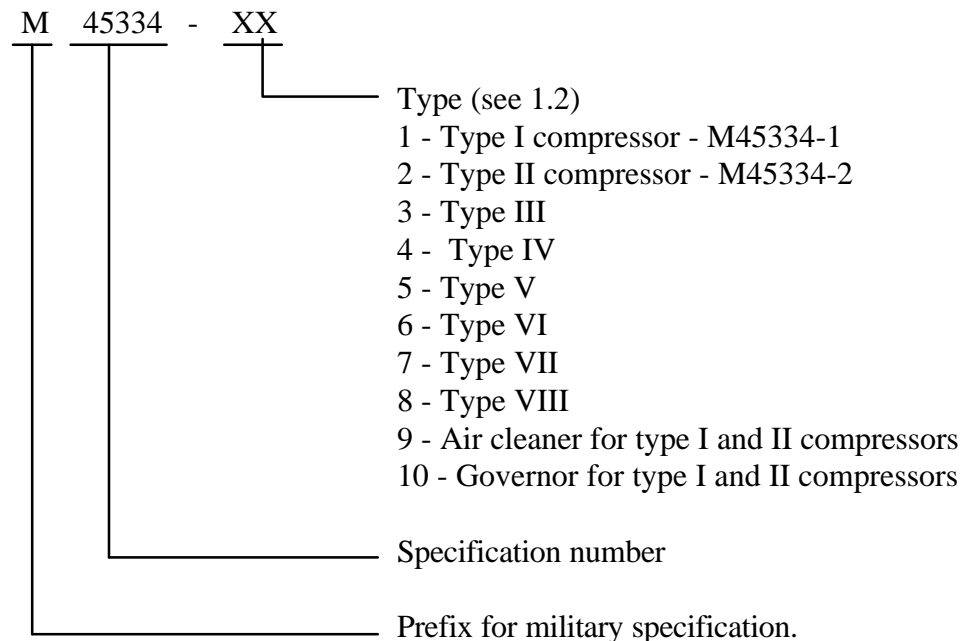 M 45334 - XX
Type (see 1.2)
1 - Type I compressor - M45334-1
2 - Type II compressor - M45334-2
3 - Type III
4 - Type IV
5 - Type V
6 - Type VI
7 - Type VII
8 - Type VIII
9 - Air cleaner for type I and II compressors
10 - Governor for type I and II compressors
Specification number
Prefix for military specification.